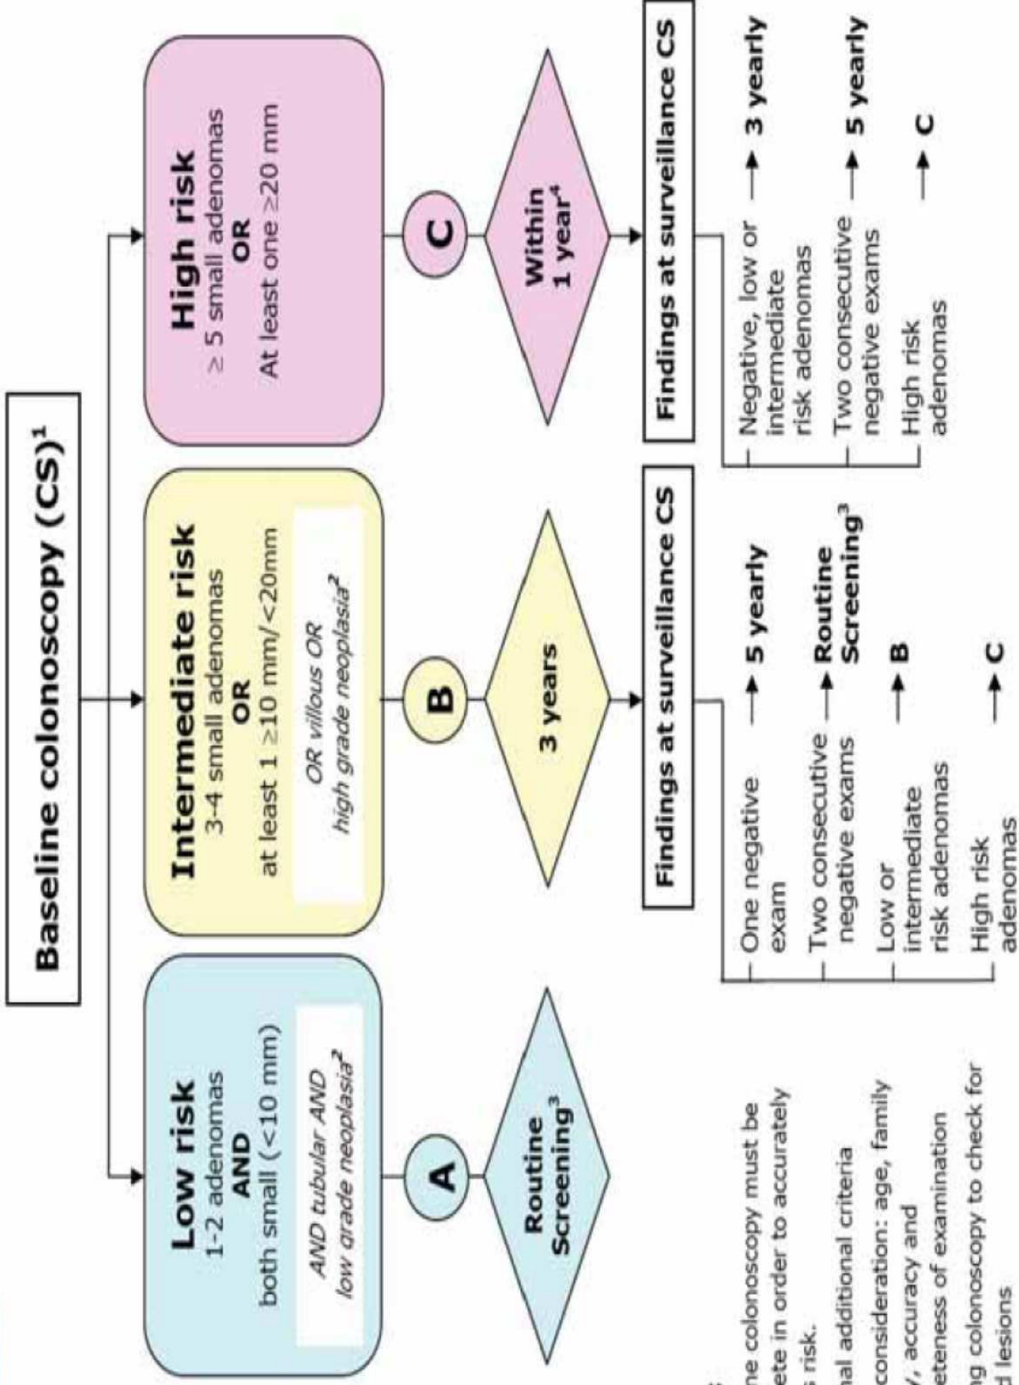 Baseline colonoscopy (CS)¹
Low risk
1-2 adenomas
AND
both small (<10 mm)
AND tubular AND
low grade neoplasia²
A
Routine
Screening³
Intermediate risk
3-4 small adenomas
OR
at least 1 ≥10 mm/<20mm
OR villous OR
high grade neoplasia²
B
3 years
Findings at surveillance CS
One negative
exam
→ 5 yearly
Two consecutive
negative exams
→ Routine
Screening³
Low or
intermediate
risk adenomas
→ B
High risk
adenomas
→ C
High risk
≥ 5 small adenomas
OR
At least one ≥20 mm
C
Within
1 year⁴
Findings at surveillance CS
Negative, low or
intermediate
risk adenomas
→ 3 yearly
Two consecutive
negative exams
→ 5 yearly
High risk
adenomas
→ C
colonoscopy must be
in order to accurately
risk.
additional criteria
consideration: age, family
accuracy and
of examination
colonoscopy to check for
lesions